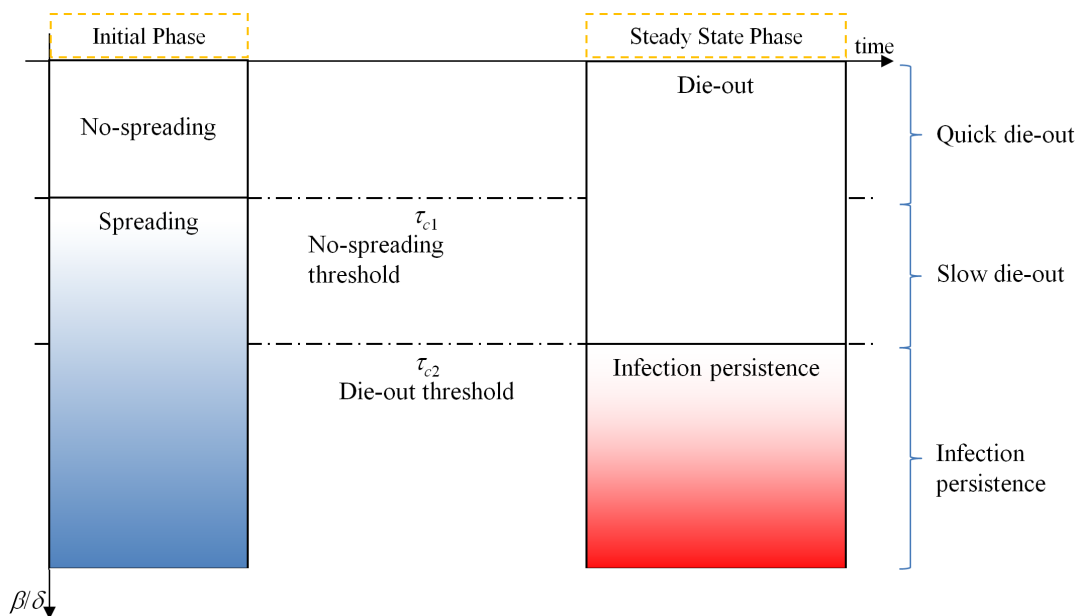 Initial Phase
Steady State Phase
time
Die-out
No-spreading
Quick die-out
Spreading
τc1
No-spreading
threshold
Slow die-out
τc2
Die-out threshold
Infection persistence
Infection
persistence
β/δ